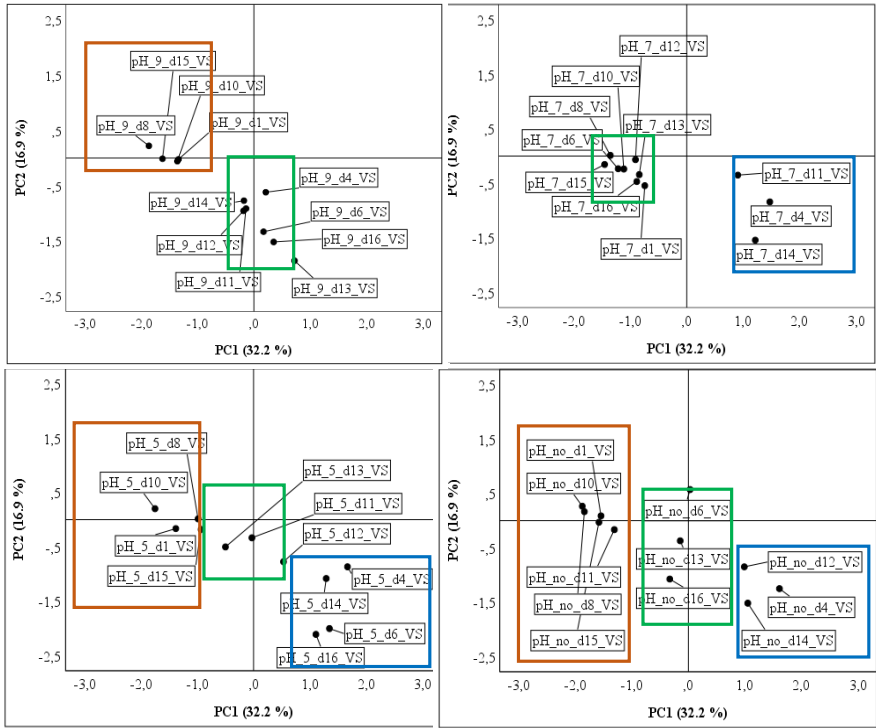 2,5
1,5
,5
-,5
-1,5
-2,5
PC2 (16.9 %)
pH_9_d15_VS
pH_9_d10_VS
pH_9_d8_VS
pH_9_d1_VS
pH_9_d4_VS
pH_9_d14_VS
pH_9_d6_VS
pH_9_d12_VS
pH_9_d16_VS
pH_9_d11_VS
pH_9_d13_VS
-3,0
-2,0
-1,0
,0
1,0
2,0
3,0
PC1 (32.2 %)
2,5
1,5
,5
-,5
-1,5
-2,5
PC2 (16.9 %)
pH_7_d12_VS
pH_7_d10_VS
pH_7_d8_VS
pH_7_d13_VS
pH_7_d6_VS
pH_7_d11_VS
pH_7_d15_VS
pH_7_d16_VS
pH_7_d4_VS
pH_7_d1_VS
pH_7_d14_VS
-3,0
-2,0
-1,0
,0
1,0
2,0
3,0
PC1 (32.2 %)
2,5
1,5
,5
-,5
-1,5
-2,5
PC2 (16.9 %)
pH_5_d8_VS
pH_5_d13_VS
pH_5_d10_VS
pH_5_d11_VS
pH_5_d12_VS
pH_5_d1_VS
pH_5_d15_VS
pH_5_d4_VS
pH_5_d14_VS
pH_5_d6_VS
pH_5_d16_VS
-3,0
-2,0
-1,0
,0
1,0
2,0
3,0
PC1 (32.2 %)
2,5
1,5
,5
-,5
-1,5
-2,5
PC2 (16.9 %)
pH_no_d1_VS
pH_no_d10_VS
pH_no_d6_VS
pH_no_d13_VS
pH_no_d12_VS
pH_no_d11_VS
pH_no_d16_VS
pH_no_d8_VS
pH_no_d4_VS
pH_no_d15_VS
pH_no_d14_VS
-3,0
-2,0
-1,0
,0
1,0
2,0
3,0
PC1 (32.2 %)